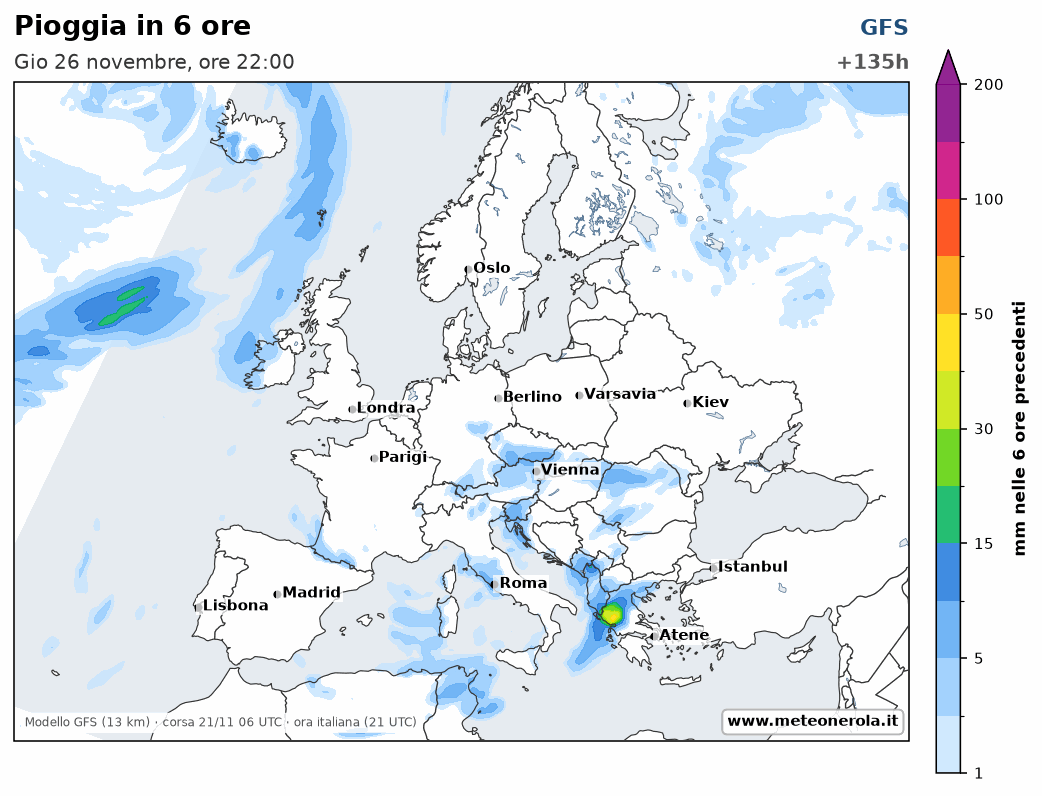 Pioggia in 6 ore
GFS
Gio 26 novembre, ore 22:00
+135h
200
100
50
30
15
5
1
mm nelle 6 ore precedenti
Oslo
Berlino
Varsavia
Kiev
Londra
Parigi
Vienna
Istanbul
Roma
Madrid
Lisbona
Atene
Modello GFS (13 km) · corsa 21/11 06 UTC · ora italiana (21 UTC)
www.meteonerola.it